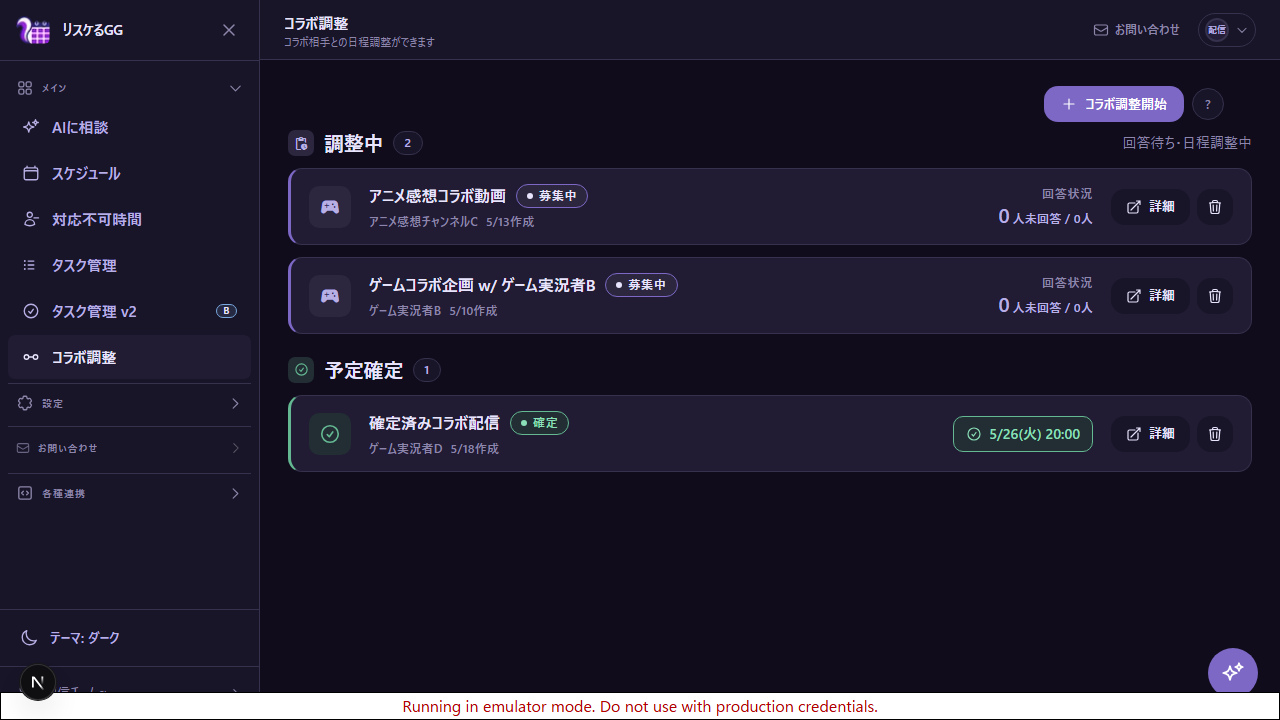 リスケるGG
メイン
AIに相談
スケジュール
対応不可時間
タスク管理
タスク管理 v2
B
コラボ調整
設定
お問い合わせ
各種連携
テーマ: ダーク
N
コラボ調整
コラボ相手との日程調整ができます
お問い合わせ
配信
コラボ調整開始
?
調整中 2
回答待ち・日程調整中
アニメ感想コラボ動画 募集中
アニメ感想チャンネルC 5/13作成
回答状況
0人未回答 / 0人
詳細
ゲームコラボ企画 w/ ゲーム実況者B 募集中
ゲーム実況者B 5/10作成
回答状況
0人未回答 / 0人
詳細
予定確定 1
確定済みコラボ配信 確定
ゲーム実況者D 5/18作成
5/26(火) 20:00
詳細
Running in emulator mode. Do not use with production credentials.